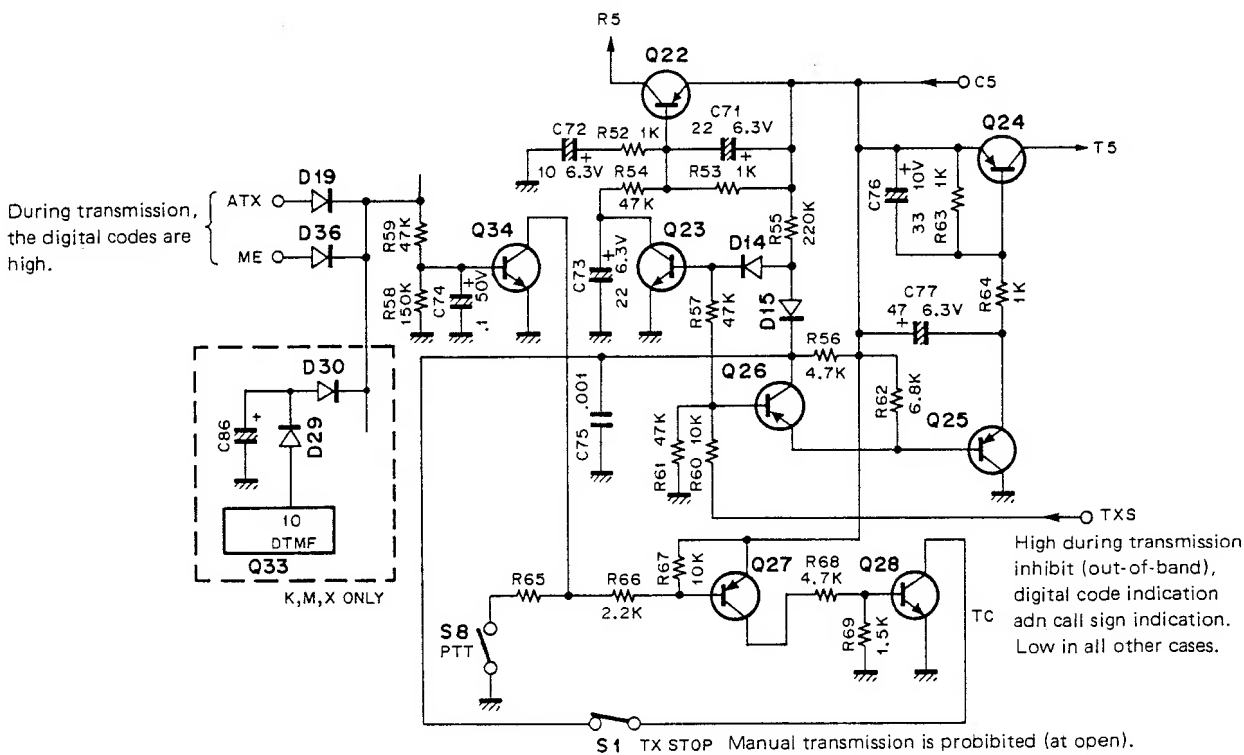 R5
Q22
C5
C71
22 6.3V
C72
R52 1K
10 6.3V
+
+
R54
47K
R53
1K
Q24
T5
C76
+
10V
33
R63
1K
During transmission,
the digital codes are
high.
ATX
D19
ME
D36
R59
47K
R58
150K
C74
+
50V
.1
Q34
C73
+
6.3V
22
Q23
D14
R55
220K
R57
47K
D15
R64
1K
C77
47 6.3V
+
R56
4.7K
Q26
R62
6.8K
Q25
C75
.001
R61
47K
R60
10K
D30
C86
+
D29
10
DTMF
Q33
K,M,X ONLY
TXS
High during transmission
inhibit (out-of-band),
digital code indication
adn call sign indication.
Low in all other cases.
R65
R66
2.2K
R67
10K
Q27
R68
4.7K
Q28
R69
1.5K
TC
S8
PTT
S1 TX STOP Manual transmission is probibited (at open).